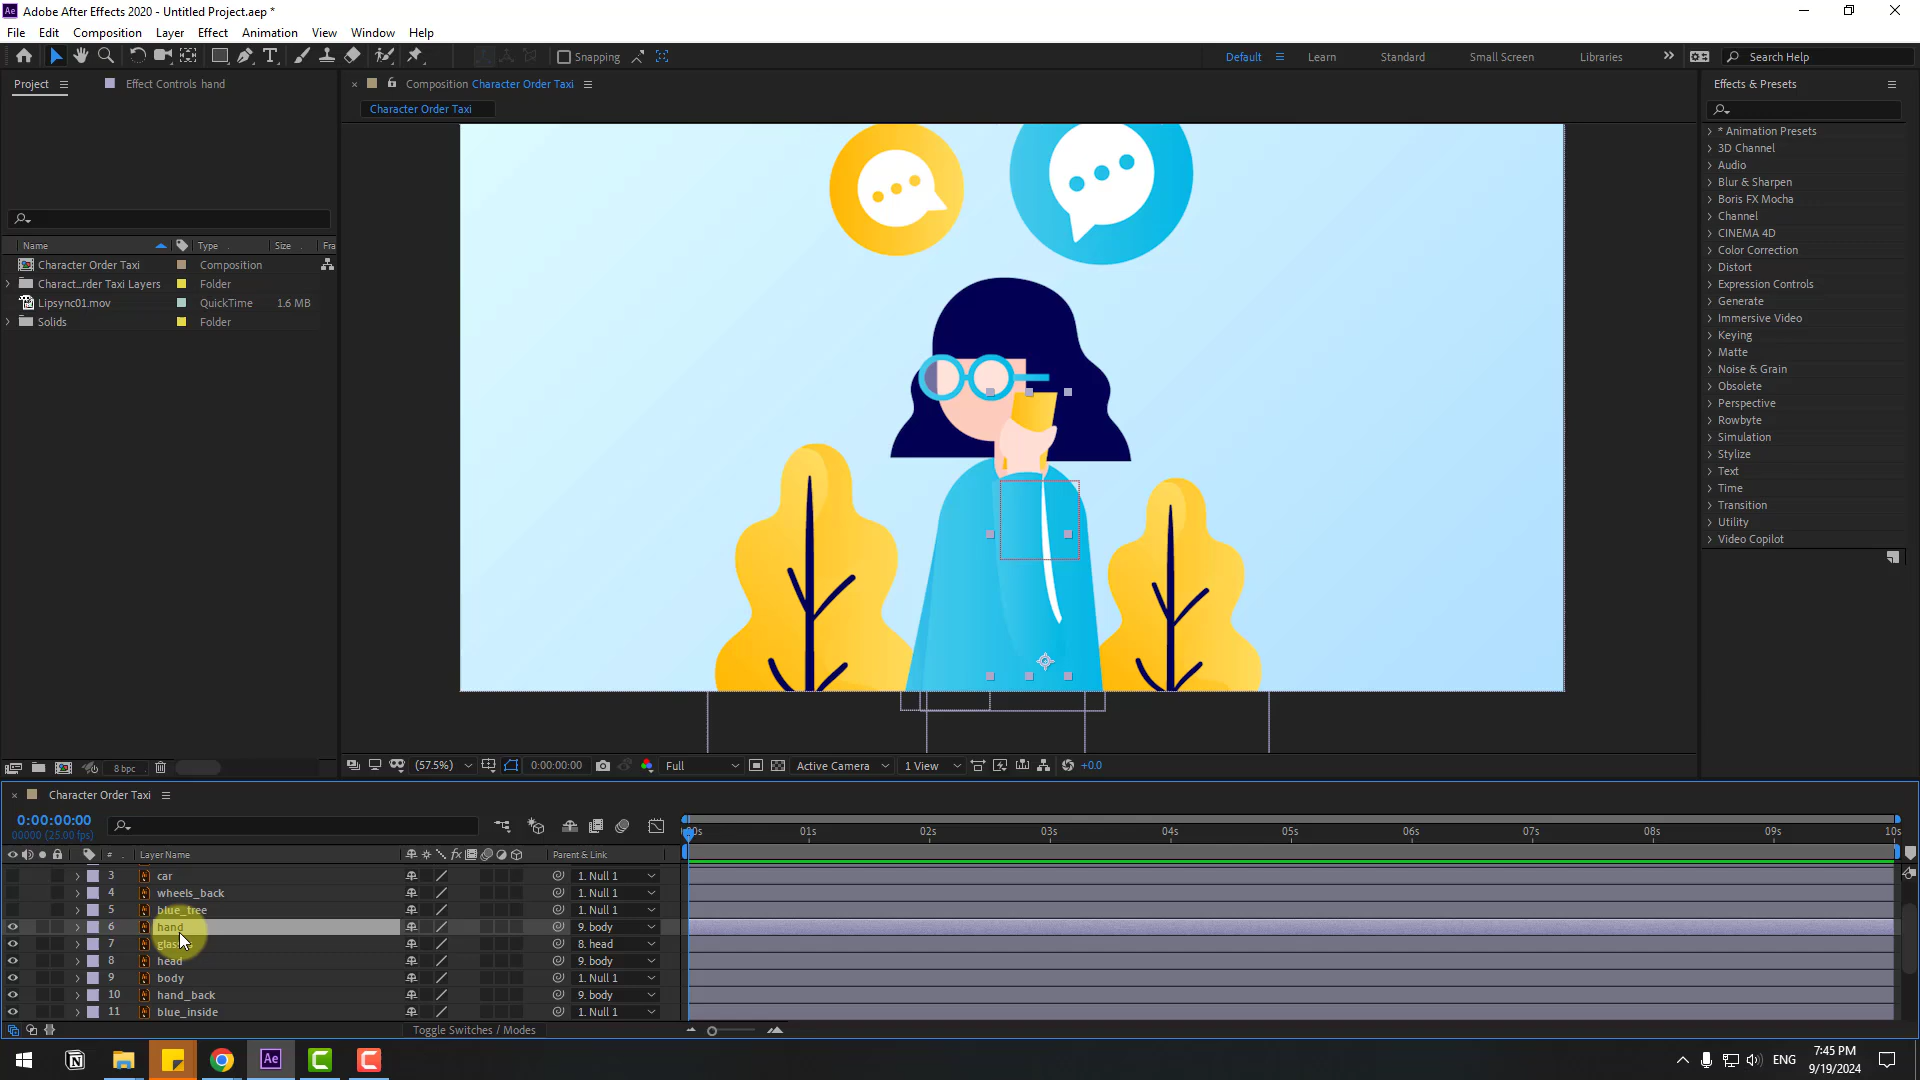 Adobe After Effects 2020 - Untitled Project.aep *
File Edit Composition Layer Effect Animation View Window Help
Snapping
Default Learn Standard Small Screen Libraries Search Help
Project Effect Controls hand
Composition Character Order Taxi
Effects & Presets
Character Order Taxi
* Animation Presets
3D Channel
Audio
Blur & Sharpen
Boris FX Mocha
Channel
CINEMA 4D
Color Correction
Distort
Expression Controls
Generate
Immersive Video
Keying
Matte
Noise & Grain
Obsolete
Perspective
Rowbyte
Simulation
Stylize
Text
Time
Transition
Utility
Video Copilot
Name Type Size Fra
Character Order Taxi Composition
Charact_rder Taxi Layers Folder
Lipsync01.mov QuickTime 1.6 MB
Solids Folder
8 bpc
(57.5%) 0:00:00:00 Full Active Camera 1 View +0.0
Character Order Taxi
0:00:00:00
00000 (25.00 fps)
:00s 01s 02s 03s 04s 05s 06s 07s 08s 09s 10s
# Layer Name fx Parent & Link
3 car 1. Null 1
4 wheels_back 1. Null 1
5 blue_tree 1. Null 1
6 hand 9. body
7 8. head
8 head 9. body
9 body 1. Null 1
10 hand_back 9. body
11 blue_inside 1. Null 1
Toggle Switches / Modes
Ae
ENG
7:45 PM
9/19/2024